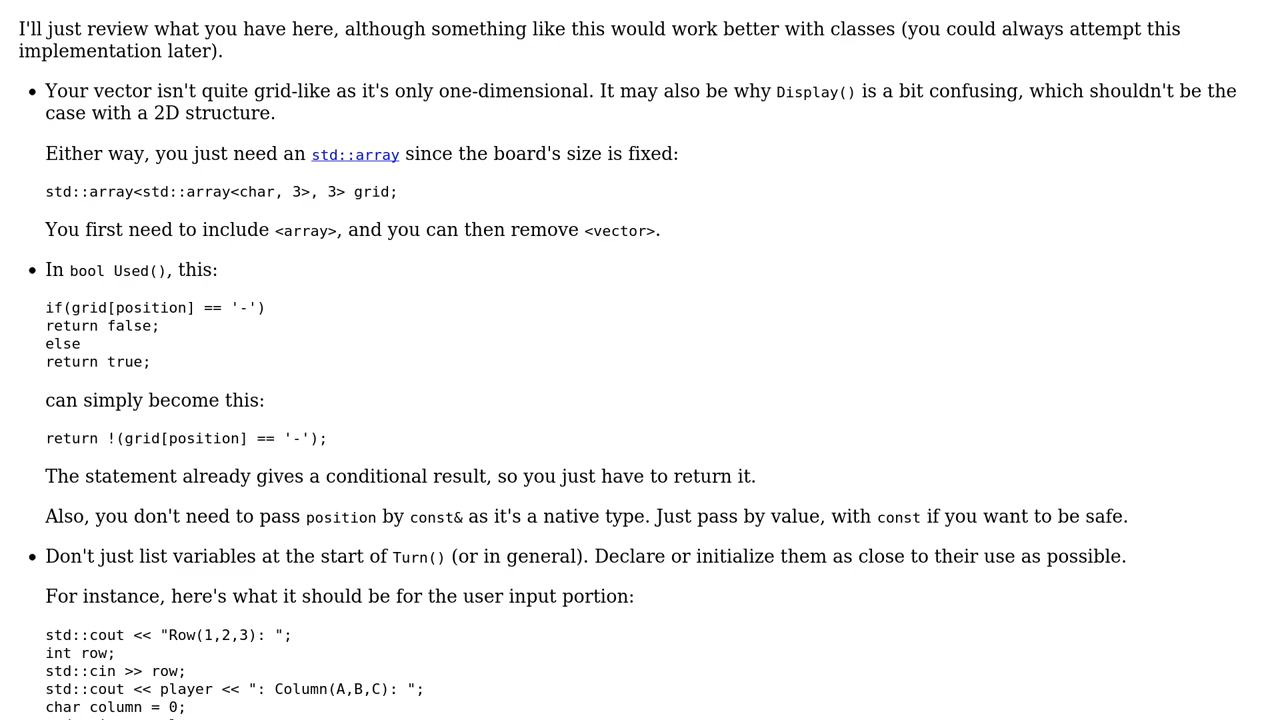 I'll just review what you have here, although something like this would work better with classes (you could always attempt this
implementation later).
• Your vector isn't quite grid-like as it's only one-dimensional. It may also be why Display() is a bit confusing, which shouldn't be the
case with a 2D structure.
Either way, you just need an std::array since the board's size is fixed:
std::array<std::array<char, 3>, 3> grid;
You first need to include <array>, and you can then remove <vector>.
• In bool Used(), this:
if(grid[position] == '-')
return false;
else
return true;
can simply become this:
return !(grid[position] == '-');
The statement already gives a conditional result, so you just have to return it.
Also, you don't need to pass position by const& as it's a native type. Just pass by value, with const if you want to be safe.
• Don't just list variables at the start of Turn() (or in general). Declare or initialize them as close to their use as possible.
For instance, here's what it should be for the user input portion:
std::cout << "Row(1,2,3): ";
int row;
std::cin >> row;
std::cout << player << ": Column(A,B,C): ";
char column = 0;